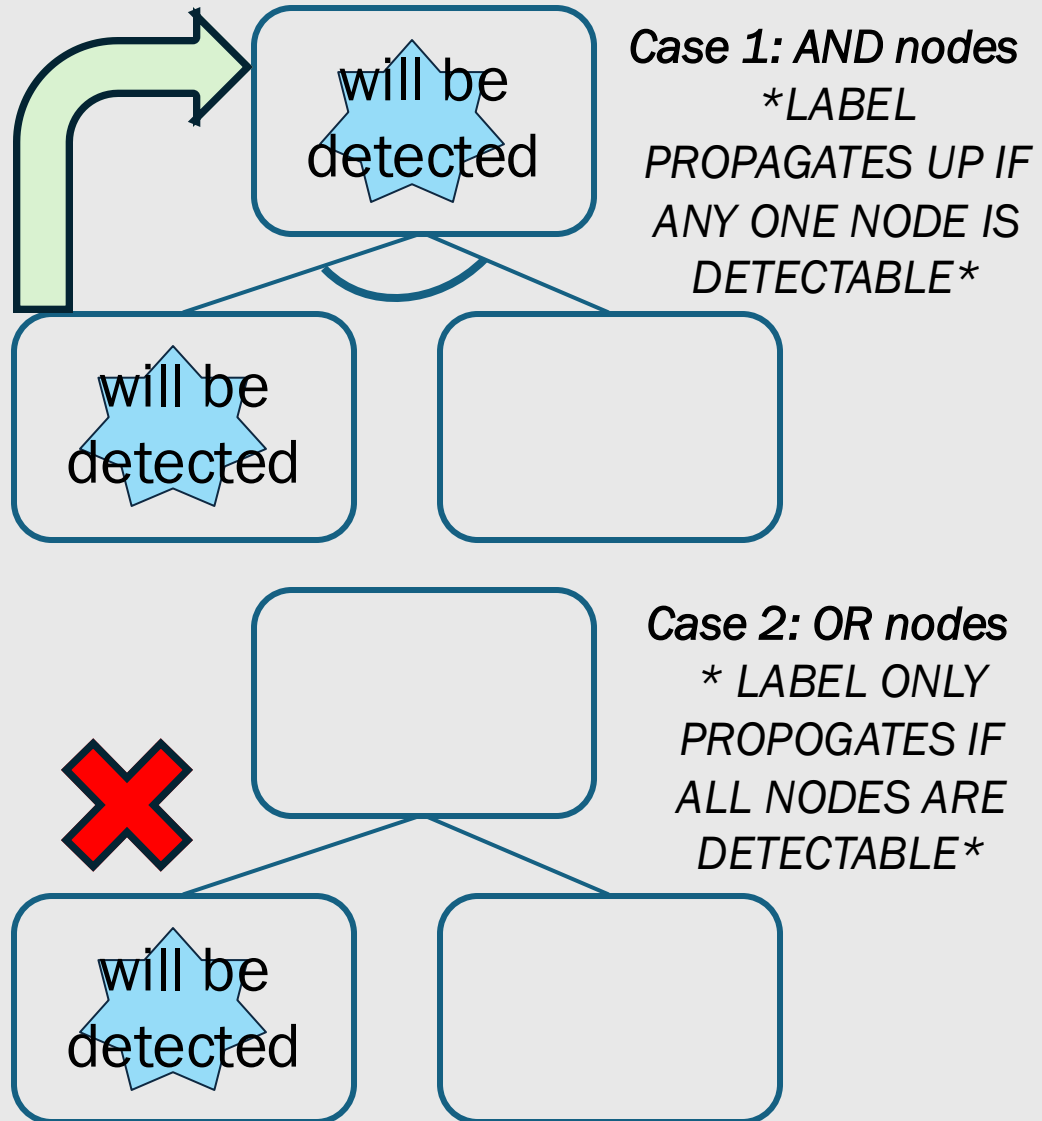 will be
detected
Case 1: AND nodes
*LABEL
PROPAGATES UP IF
ANY ONE NODE IS
DETECTABLE*
will be
detected
Case 2: OR nodes
* LABEL ONLY
PROPOGATES IF
ALL NODES ARE
DETECTABLE*
will be
detected